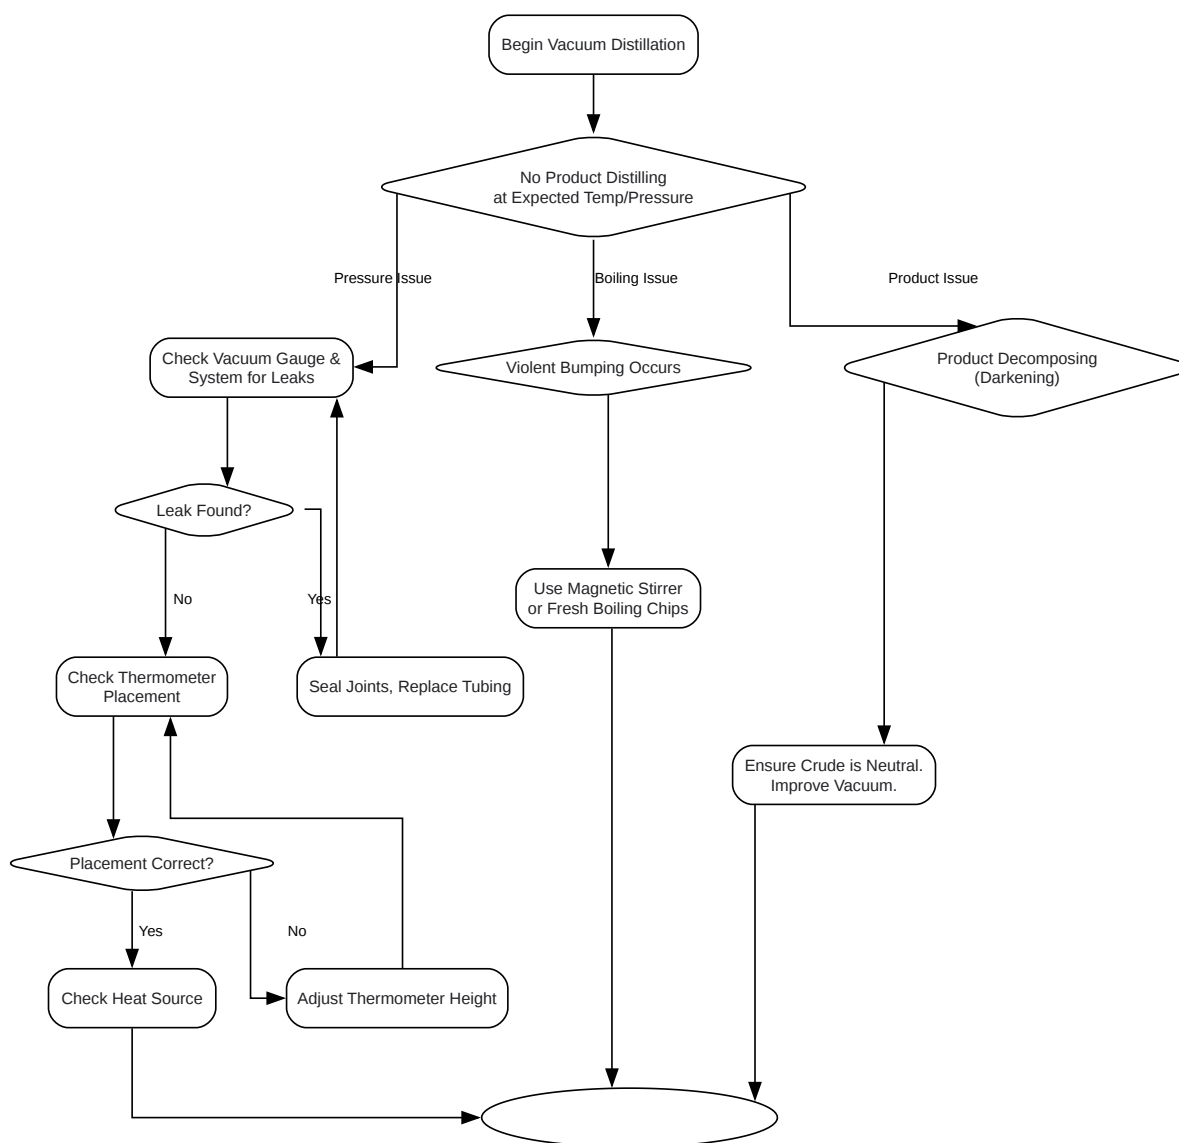 Begin Vacuum Distillation
No Product Distilling
at Expected Temp/Pressure
Pressure Issue
Boiling Issue
Product Issue
Check Vacuum Gauge &
System for Leaks
Violent Bumping Occurs
Product Decomposing
(Darkening)
Leak Found?
No
Yes
Use Magnetic Stirrer
or Fresh Boiling Chips
Check Thermometer
Placement
Seal Joints, Replace Tubing
Ensure Crude is Neutral.
Improve Vacuum.
Placement Correct?
Yes
No
Check Heat Source
Adjust Thermometer Height